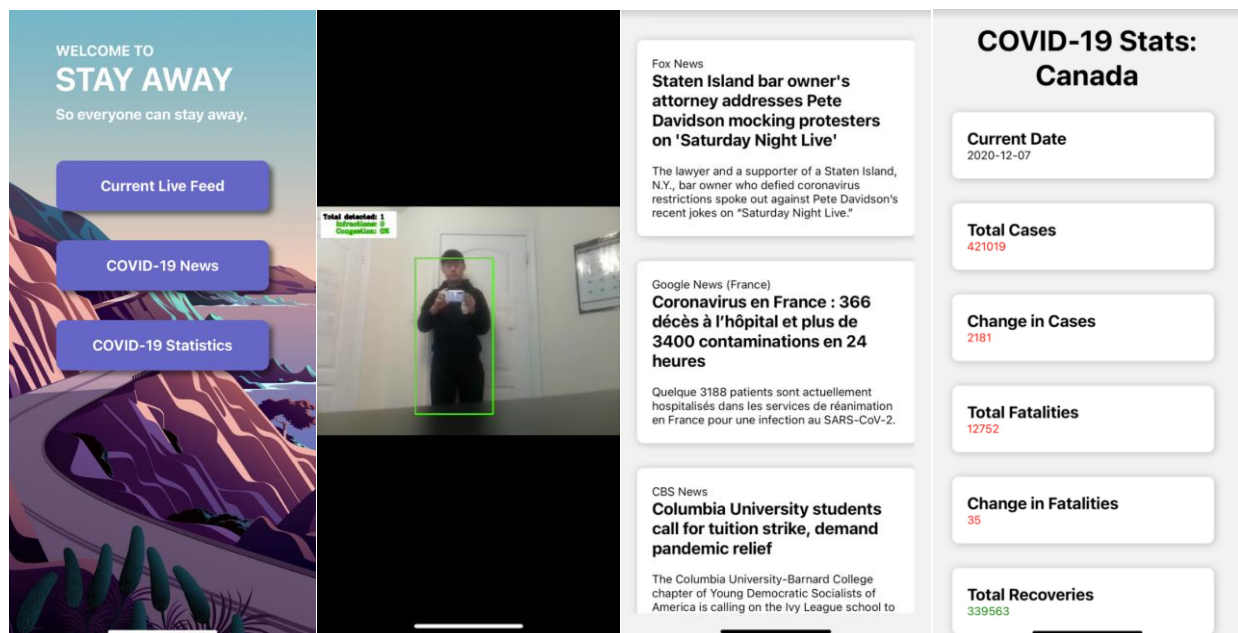 WELCOME TO
STAY AWAY
So everyone can stay away.
Current Live Feed
COVID-19 News
COVID-19 Statistics
Total detected: 1
Infractions: 0
Congestion: 0%
Fox News
Staten Island bar owner's
attorney addresses Pete
Davidson mocking protesters
on 'Saturday Night Live'
The lawyer and a supporter of a Staten Island,
N.Y., bar owner who defied coronavirus
restrictions spoke out against Pete Davidson's
recent jokes on “Saturday Night Live.”
Google News (France)
Coronavirus en France : 366
décès à l’hôpital et plus de
3400 contaminations en 24
heures
Quelque 3188 patients sont actuellement
hospitalisés dans les services de réanimation
en France pour une infection au SARS-CoV-2.
CBS News
Columbia University students
call for tuition strike, demand
pandemic relief
The Columbia University-Barnard College
chapter of Young Democratic Socialists of
America is calling on the Ivy League school to
COVID-19 Stats:
Canada
Current Date
2020-12-07
Total Cases
421019
Change in Cases
2181
Total Fatalities
12752
Change in Fatalities
35
Total Recoveries
339563